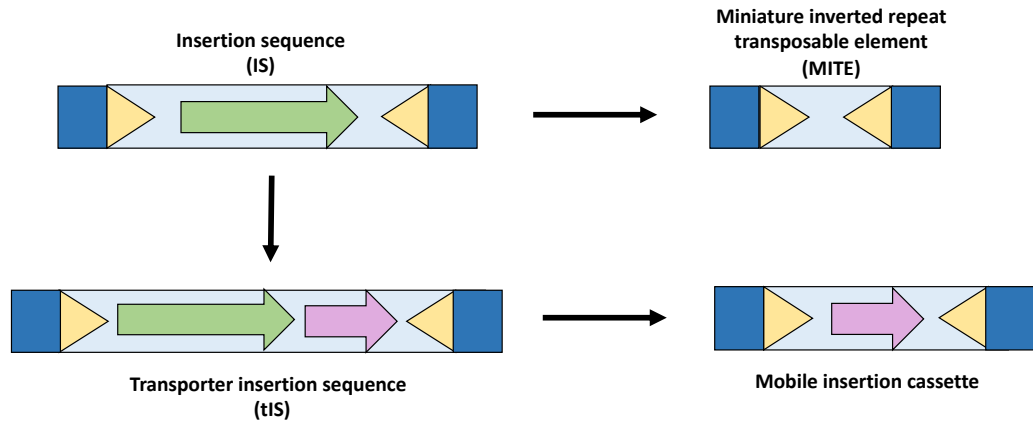 Insertion sequence
(IS)
Miniature inverted repeat
transposable element
(MITE)
Transporter insertion sequence
(tIS)
Mobile insertion cassette